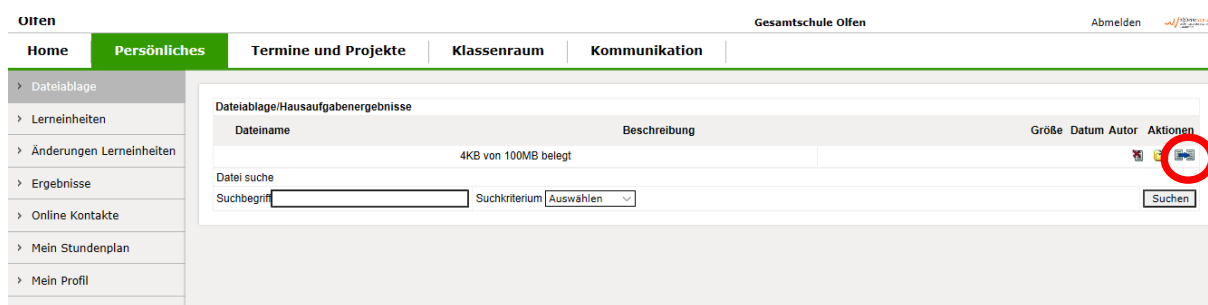 Olfen
Gesamtschule Olfen
Abmelden
Home Persönliches Termine und Projekte Klassenraum Kommunikation
Dateiablage
Lerneinheiten
Änderungen Lerneinheiten
Ergebnisse
Online Kontakte
Mein Stundenplan
Mein Profil
Dateiablage/Hausaufgabenergebnisse
Dateiname Beschreibung Größe Datum Autor Aktionen
4KB von 100MB belegt
Datei suche
Suchbegriff Suchkriterium Auswählen Suchen